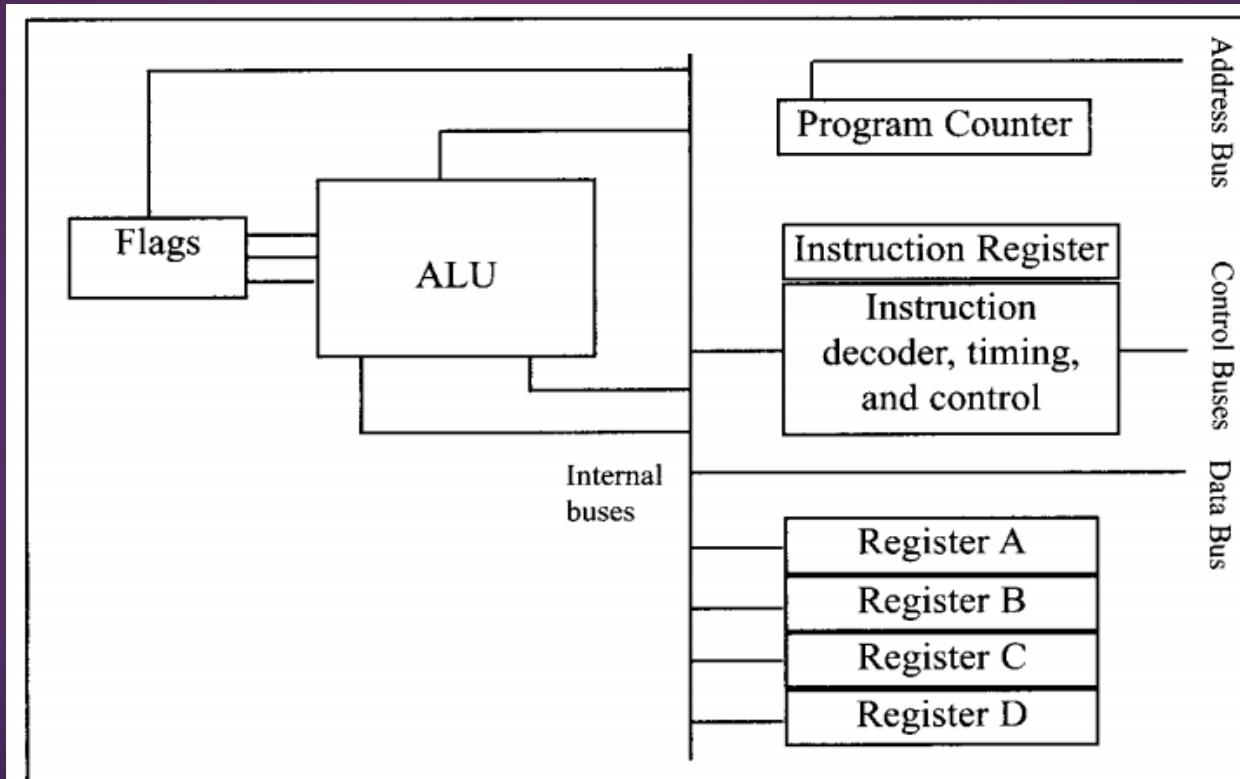 Program Counter
Address Bus
Flags
ALU
Instruction Register
Instruction
decoder, timing,
and control
Control Buses
Internal
buses
Data Bus
Register A
Register B
Register C
Register D